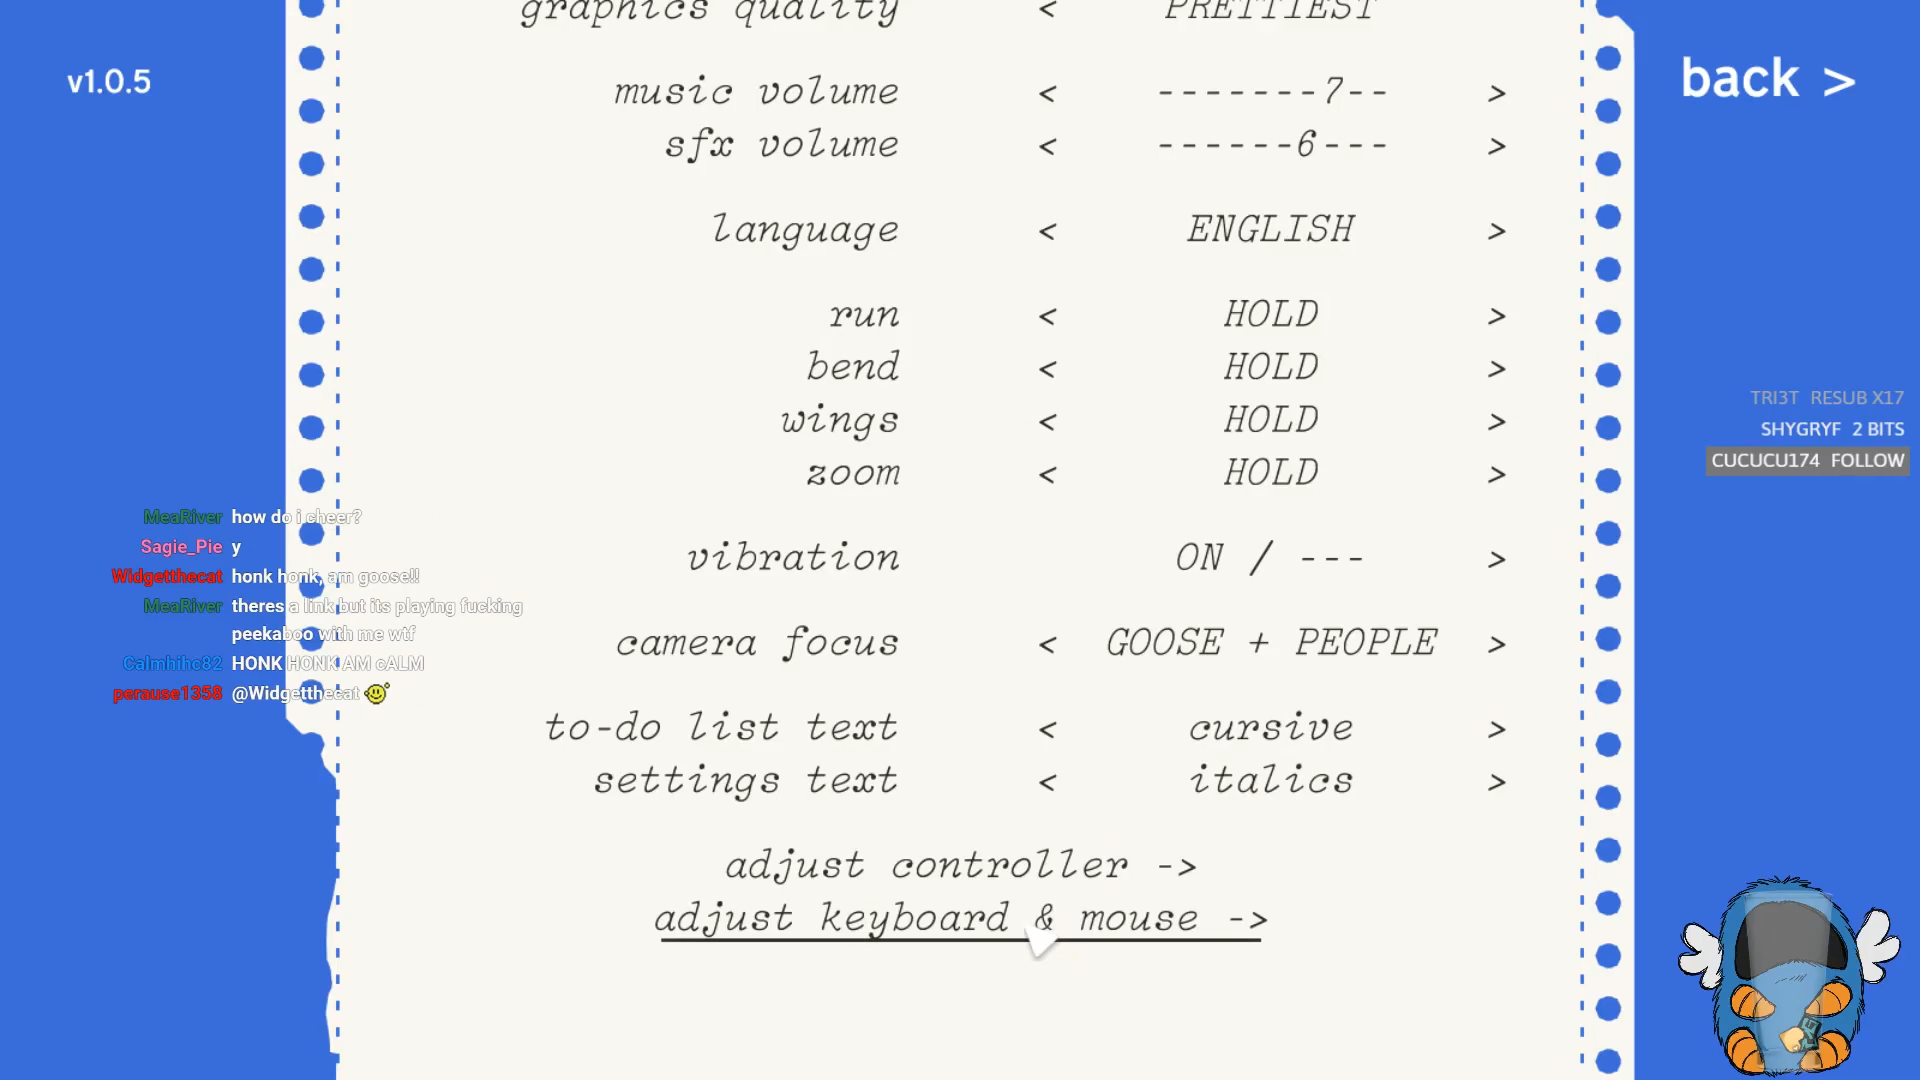 graphics quality < PRETTIEST
v1.0.5
back >
music volume < -------7-- >
sfx volume < ------6--- >
language < ENGLISH >
run < HOLD >
bend < HOLD >
wings < HOLD >
zoom < HOLD >
vibration ON / --- >
camera focus < GOOSE + PEOPLE >
to-do list text < cursive >
settings text < italics >
adjust controller ->
adjust keyboard & mouse ->
MeaRiver how do i cheer?
Sagie_Pie y
Widgetthecat honk honk, am goose!!
MeaRiver theres a link but its playing fucking
peekaboo with me wtf
Calmhihc82 HONK HONK AM cALM
perause1358 @Widgetthecat
TRI3T RESUB X17
SHYGRYF 2 BITS
CUCUCU174 FOLLOW